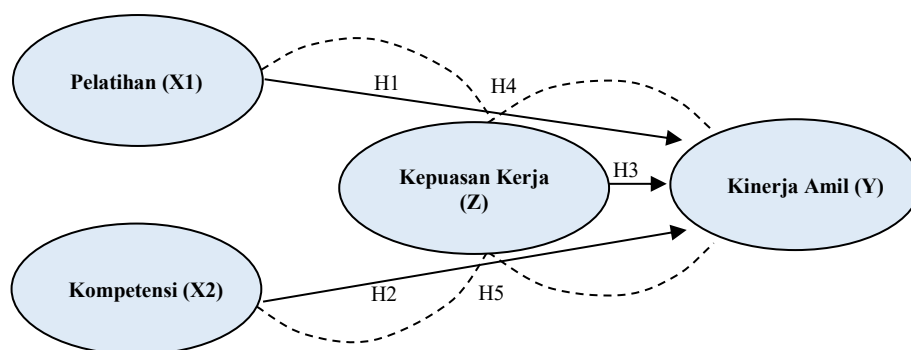 Pelatihan (X1)
H1
H4
Kepuasan Kerja
(Z)
H3
Kinerja Amil (Y)
Kompetensi (X2)
H2
H5